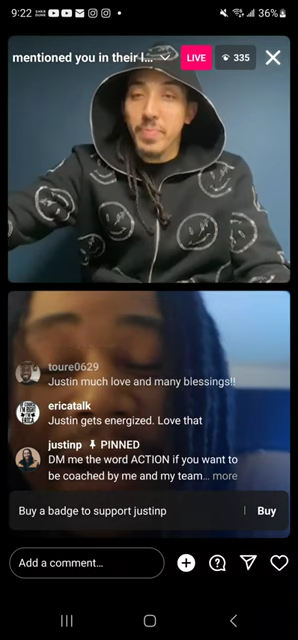 9:22
36%
mentioned you in their l...
LIVE
335
toure0629
Justin much love and many blessings!!
ericatalk
Justin gets energized. Love that
justinp PINNED
DM me the word ACTION if you want to
be coached by me and my team... more
Buy a badge to support justinp
Buy
Add a comment...